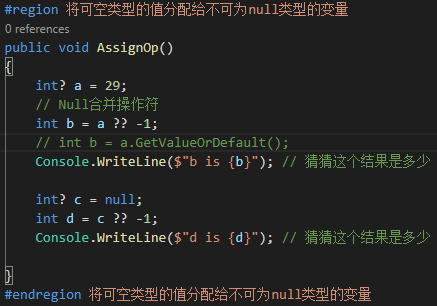 #region 将可空类型的值分配给不可为null类型的变量
0 references
public void AssignOp()
{
int? a = 29;
// Null合并操作符
int b = a ?? -1;
// int b = a.GetValueOrDefault();
Console.WriteLine($"b is {b}"); // 猜猜这个结果是多少
int? c = null;
int d = c ?? -1;
Console.WriteLine($"d is {d}"); // 猜猜这个结果是多少
}
#endregion 将可空类型的值分配给不可为null类型的变量